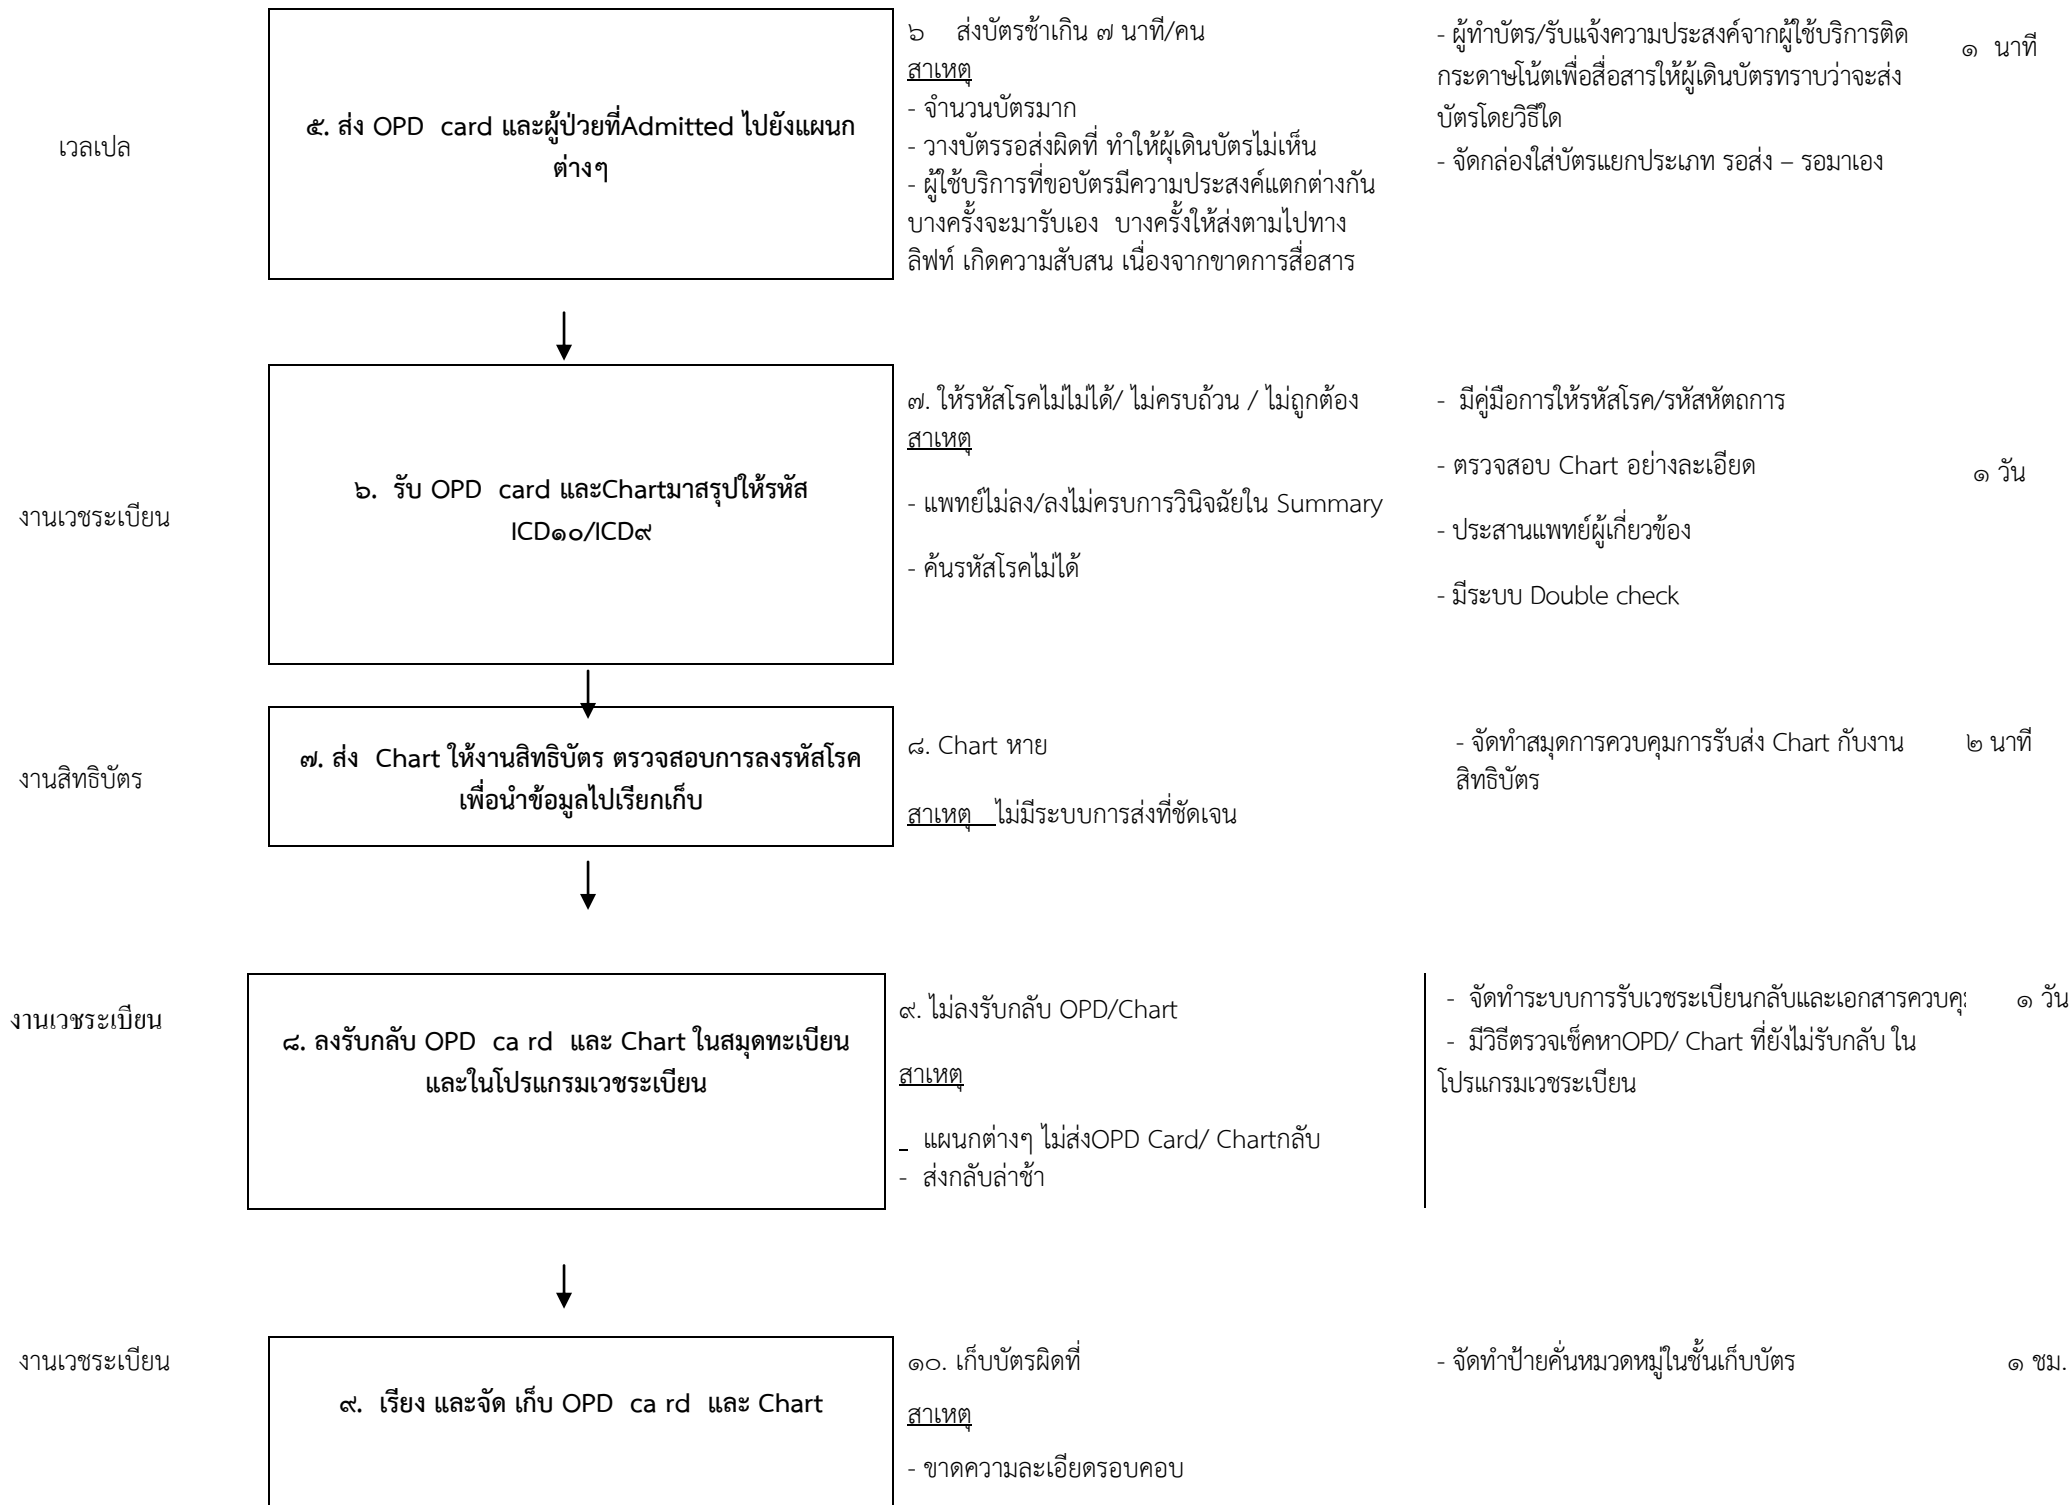 เวลเปล
๕. ส่ง OPD card และผู้ป่วยที่Admitted ไปยังแผนก
ต่างๆ
๖ ส่งบัตรช้าเกิน ๗ นาที/คน
สาเหตุ
- จำนวนบัตรมาก
- วางบัตรรอส่งผิดที่ ทำให้ผุ้เดินบัตรไม่เห็น
- ผู้ใช้บริการที่ขอบัตรมีความประสงค์แตกต่างกัน
บางครั้งจะมารับเอง บางครั้งให้ส่งตามไปทาง
ลิฟท์ เกิดความสับสน เนื่องจากขาดการสื่อสาร
- ผู้ทำบัตร/รับแจ้งความประสงค์จากผู้ใช้บริการติด
กระดาษโน้ตเพื่อสื่อสารให้ผู้เดินบัตรทราบว่าจะส่ง
บัตรโดยวิธีใด
- จัดกล่องใส่บัตรแยกประเภท รอส่ง – รอมาเอง
๑ นาที
งานเวชระเบียน
๖. รับ OPD card และChartมาสรุปให้รหัส
ICD๑๐/ICD๙
๗. ให้รหัสโรคไม่ไม่ได้/ ไม่ครบถ้วน / ไม่ถูกต้อง
สาเหตุ
- แพทย์ไม่ลง/ลงไม่ครบการวินิจฉัยใน Summary
- ค้นรหัสโรคไม่ได้
- มีคู่มือการให้รหัสโรค/รหัสหัตถการ
- ตรวจสอบ Chart อย่างละเอียด
- ประสานแพทย์ผู้เกี่ยวข้อง
- มีระบบ Double check
๑ วัน
งานสิทธิบัตร
๗. ส่ง Chart ให้งานสิทธิบัตร ตรวจสอบการลงรหัสโรค
เพื่อนำข้อมูลไปเรียกเก็บ
๘. Chart หาย
สาเหตุ ไม่มีระบบการส่งที่ชัดเจน
- จัดทำสมุดการควบคุมการรับส่ง Chart กับงาน
สิทธิบัตร
๒ นาที
งานเวชระเบียน
๘. ลงรับกลับ OPD ca rd และ Chart ในสมุดทะเบียน
และในโปรแกรมเวชระเบียน
๙. ไม่ลงรับกลับ OPD/Chart
สาเหตุ
- แผนกต่างๆ ไม่ส่งOPD Card/ Chartกลับ
- ส่งกลับล่าช้า
- จัดทำระบบการรับเวชระเบียนกลับและเอกสารควบคุ
- มีวิธีตรวจเช็คหาOPD/ Chart ที่ยังไม่รับกลับ ใน
โปรแกรมเวชระเบียน
๑ วัน
งานเวชระเบียน
๙. เรียง และจัด เก็บ OPD ca rd และ Chart
๑๐. เก็บบัตรผิดที่
สาเหตุ
- ขาดความละเอียดรอบคอบ
- จัดทำป้ายคั่นหมวดหมู่ในชั้นเก็บบัตร
๑ ชม.